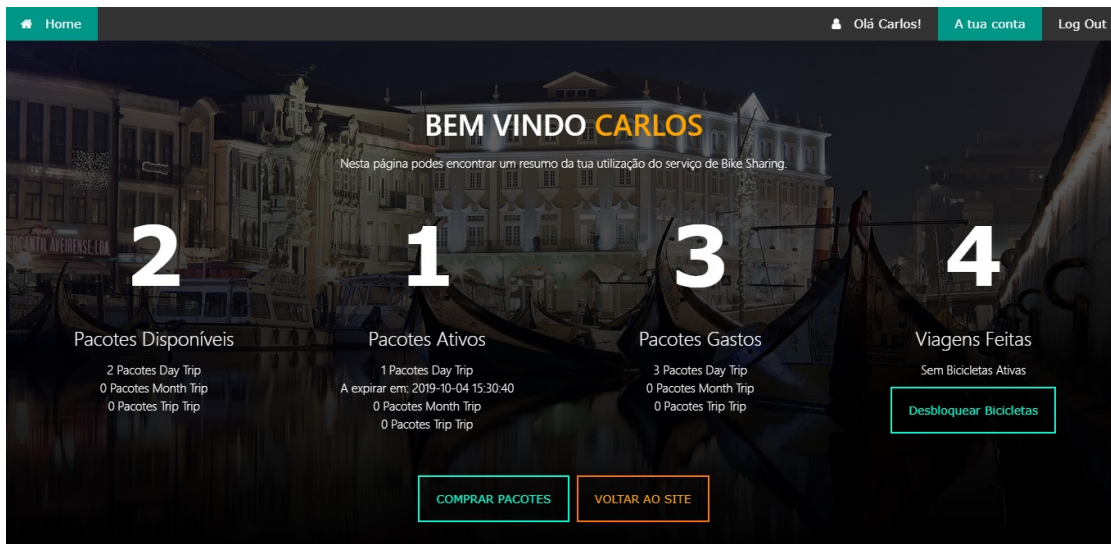 Home
Olá Carlos!
A tua conta
Log Out
BEM VINDO CARLOS
Nesta página podes encontrar um resumo da tua utilização do serviço de Bike Sharing.
MERCANTIL AVEIRENSE, LDA
2
1
3
4
Pacotes Disponíveis
Pacotes Ativos
Pacotes Gastos
Viagens Feitas
2 Pacotes Day Trip
0 Pacotes Month Trip
0 Pacotes Trip Trip
1 Pacotes Day Trip
A expirar em: 2019-10-04 15:30:40
0 Pacotes Month Trip
0 Pacotes Trip Trip
3 Pacotes Day Trip
0 Pacotes Month Trip
0 Pacotes Trip Trip
Sem Bicicletas Ativas
Desbloquear Bicicletas
COMPRAR PACOTES
VOLTAR AO SITE